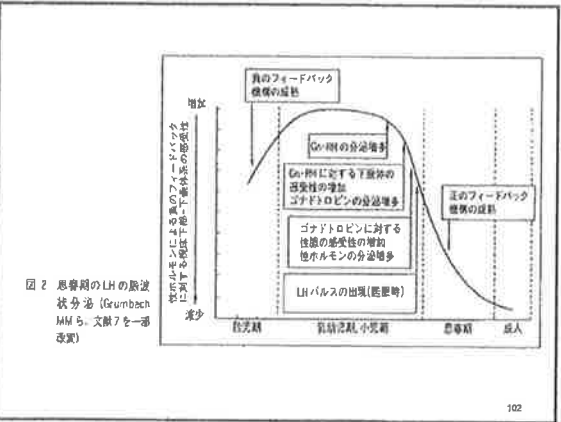 負のフィードバック
機構の成熟
増加
性ホルモンによる負のフィードバック
に対する視床下部-下垂体系の感受性
減少
Gn-RHの分泌増多
Gn-RHに対する下垂体の
感受性の増加
ゴナドトロピンの分泌増多
ゴナドトロピンに対する
性腺の感受性の増加
性ホルモンの分泌増多
LHパルスの出現(睡眠時)
正のフィードバック
機構の成熟
胎児期
乳幼児期,小児期
思春期
成人
図 2 思春期のLHの脈波
状分泌 (Grumbach
MMら、文献7を一部
改変)
102